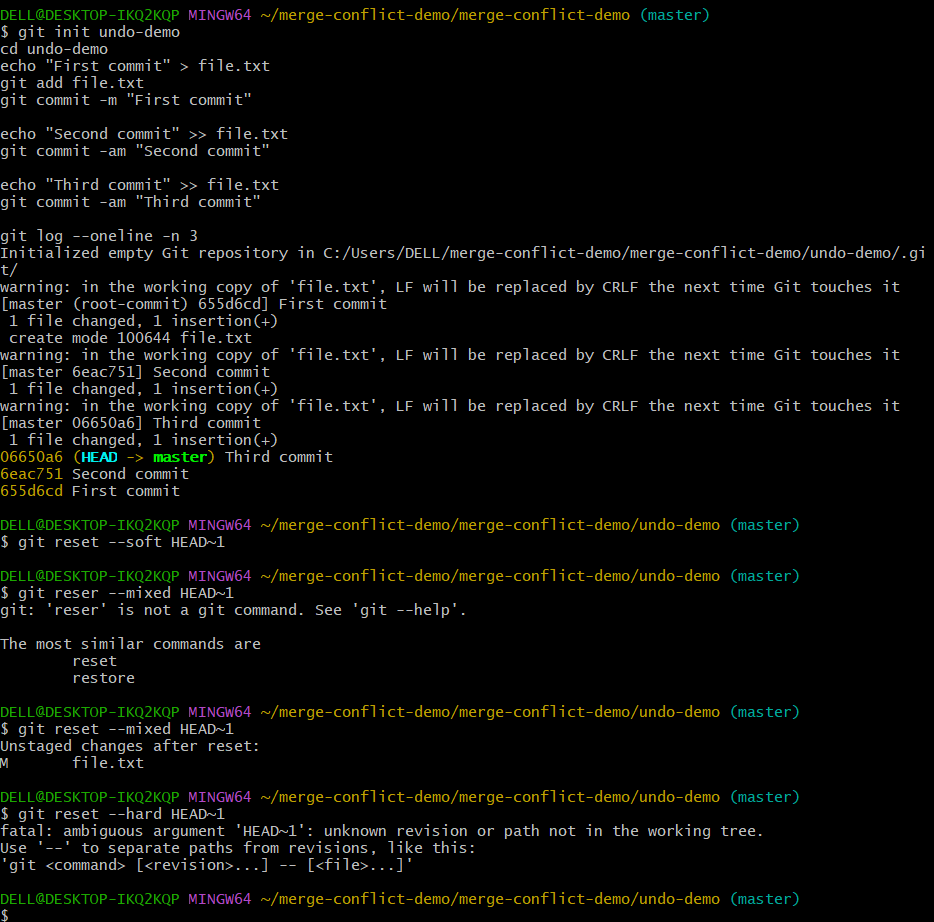 DELL@DESKTOP-IKQ2KQP MINGW64 ~/merge-conflict-demo/merge-conflict-demo (master)
$ git init undo-demo
cd undo-demo
echo "First commit" > file.txt
git add file.txt
git commit -m "First commit"

echo "Second commit" >> file.txt
git commit -am "Second commit"

echo "Third commit" >> file.txt
git commit -am "Third commit"

git log --oneline -n 3
Initialized empty Git repository in C:/Users/DELL/merge-conflict-demo/merge-conflict-demo/undo-demo/.gi
t/
warning: in the working copy of 'file.txt', LF will be replaced by CRLF the next time Git touches it
[master (root-commit) 655d6cd] First commit
 1 file changed, 1 insertion(+)
 create mode 100644 file.txt
warning: in the working copy of 'file.txt', LF will be replaced by CRLF the next time Git touches it
[master 6eac751] Second commit
 1 file changed, 1 insertion(+)
warning: in the working copy of 'file.txt', LF will be replaced by CRLF the next time Git touches it
[master 06650a6] Third commit
 1 file changed, 1 insertion(+)
06650a6 (HEAD -> master) Third commit
6eac751 Second commit
655d6cd First commit

DELL@DESKTOP-IKQ2KQP MINGW64 ~/merge-conflict-demo/merge-conflict-demo/undo-demo (master)
$ git reset --soft HEAD~1

DELL@DESKTOP-IKQ2KQP MINGW64 ~/merge-conflict-demo/merge-conflict-demo/undo-demo (master)
$ git reser --mixed HEAD~1
git: 'reser' is not a git command. See 'git --help'.

The most similar commands are
        reset
        restore

DELL@DESKTOP-IKQ2KQP MINGW64 ~/merge-conflict-demo/merge-conflict-demo/undo-demo (master)
$ git reset --mixed HEAD~1
Unstaged changes after reset:
M       file.txt

DELL@DESKTOP-IKQ2KQP MINGW64 ~/merge-conflict-demo/merge-conflict-demo/undo-demo (master)
$ git reset --hard HEAD~1
fatal: ambiguous argument 'HEAD~1': unknown revision or path not in the working tree.
Use '--' to separate paths from revisions, like this:
'git <command> [<revision>...] -- [<file>...]'

DELL@DESKTOP-IKQ2KQP MINGW64 ~/merge-conflict-demo/merge-conflict-demo/undo-demo (master)
$